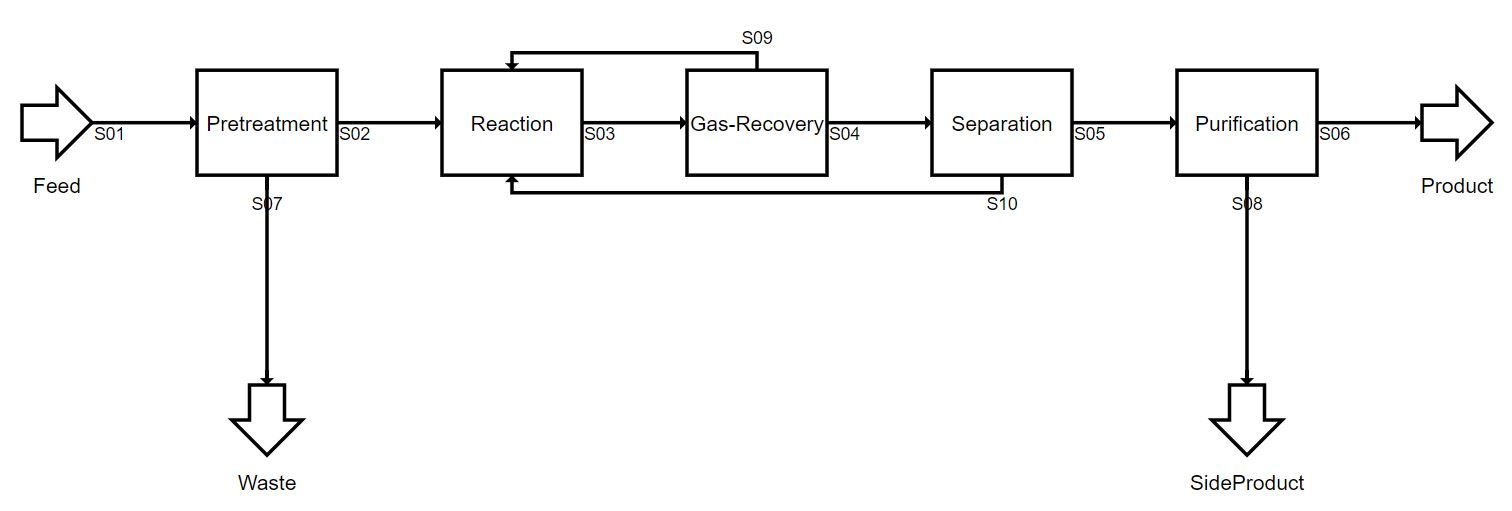 S09
Pretreatment
Reaction
Gas-Recovery
Separation
Purification
S01
S02
S03
S04
S05
S06
Feed
Product
S07
S10
S08
Waste
SideProduct